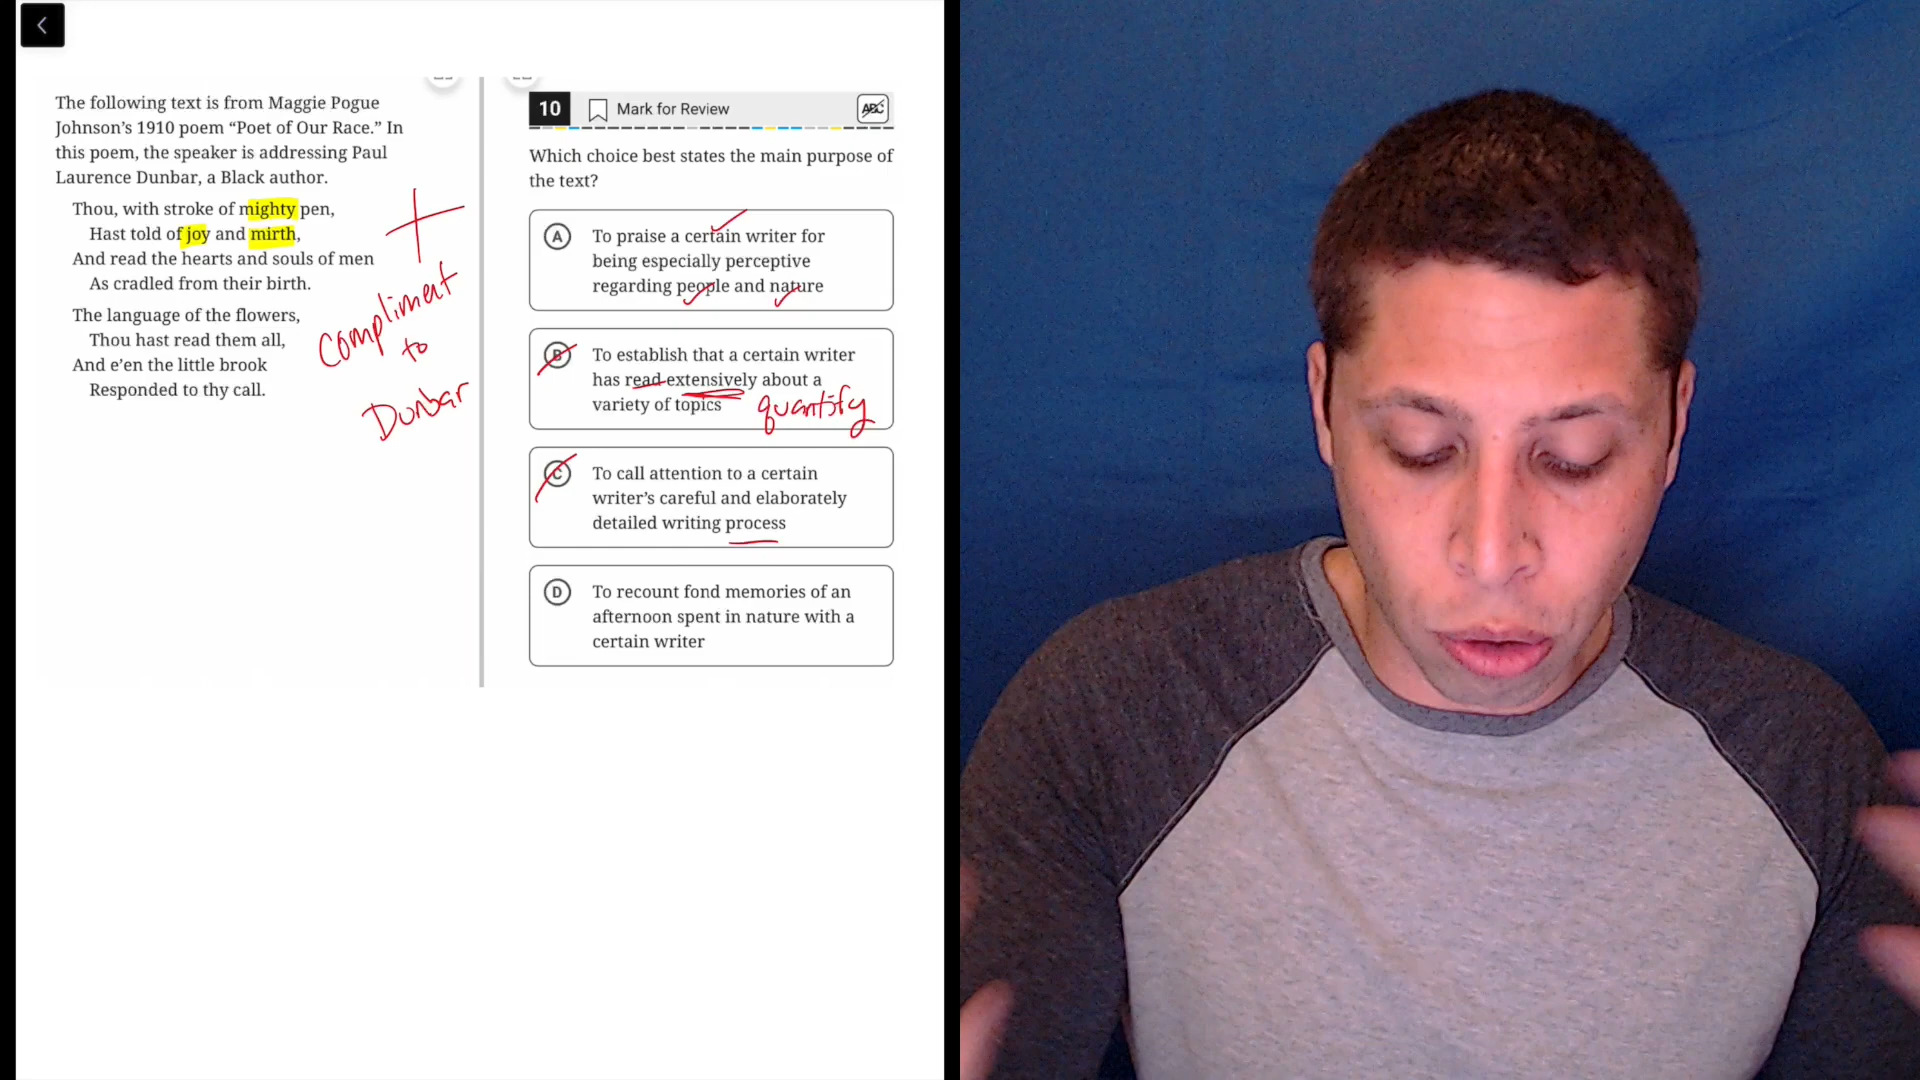 The following text is from Maggie Pogue
Johnson’s 1910 poem “Poet of Our Race.” In
this poem, the speaker is addressing Paul
Laurence Dunbar, a Black author.
Thou, with stroke of mighty pen,
Hast told of joy and mirth,
And read the hearts and souls of men
As cradled from their birth.
The language of the flowers,
Thou hast read them all,
And e’en the little brook
Responded to thy call.
Compliment
to
Dunbar
10 Mark for Review ABC
Which choice best states the main purpose of
the text?
A To praise a certain writer for
being especially perceptive
regarding people and nature
B To establish that a certain writer
has read extensively about a
variety of topics quantify
C To call attention to a certain
writer’s careful and elaborately
detailed writing process
D To recount fond memories of an
afternoon spent in nature with a
certain writer